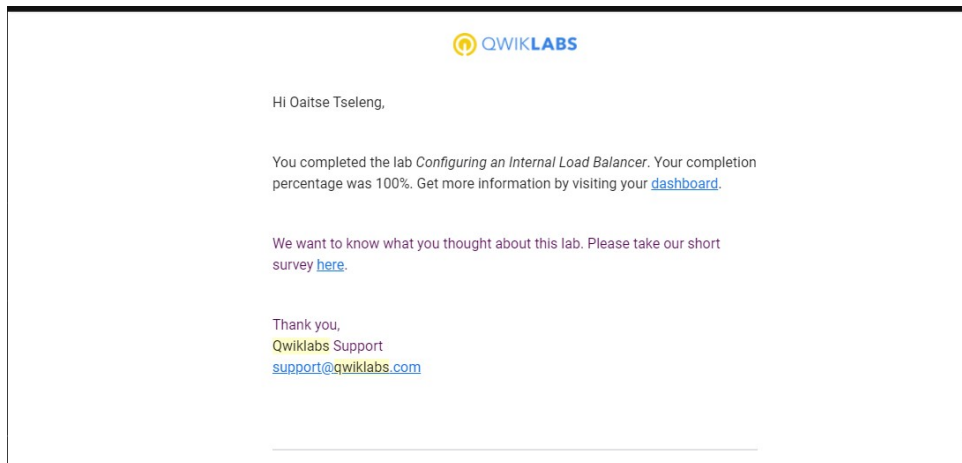 QWIKLABS
Hi Oaitse Tseleng,
You completed the lab Configuring an Internal Load Balancer. Your completion
percentage was 100%. Get more information by visiting your dashboard.
We want to know what you thought about this lab. Please take our short
survey here.
Thank you,
Qwiklabs Support
support@qwiklabs.com